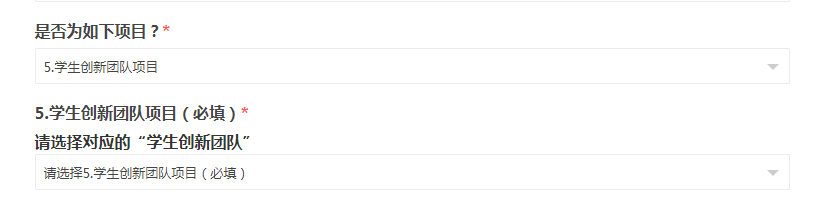 是否为如下项目？*
5.学生创新团队项目
5.学生创新团队项目（必填）*
请选择对应的“学生创新团队”
请选择5.学生创新团队项目（必填）